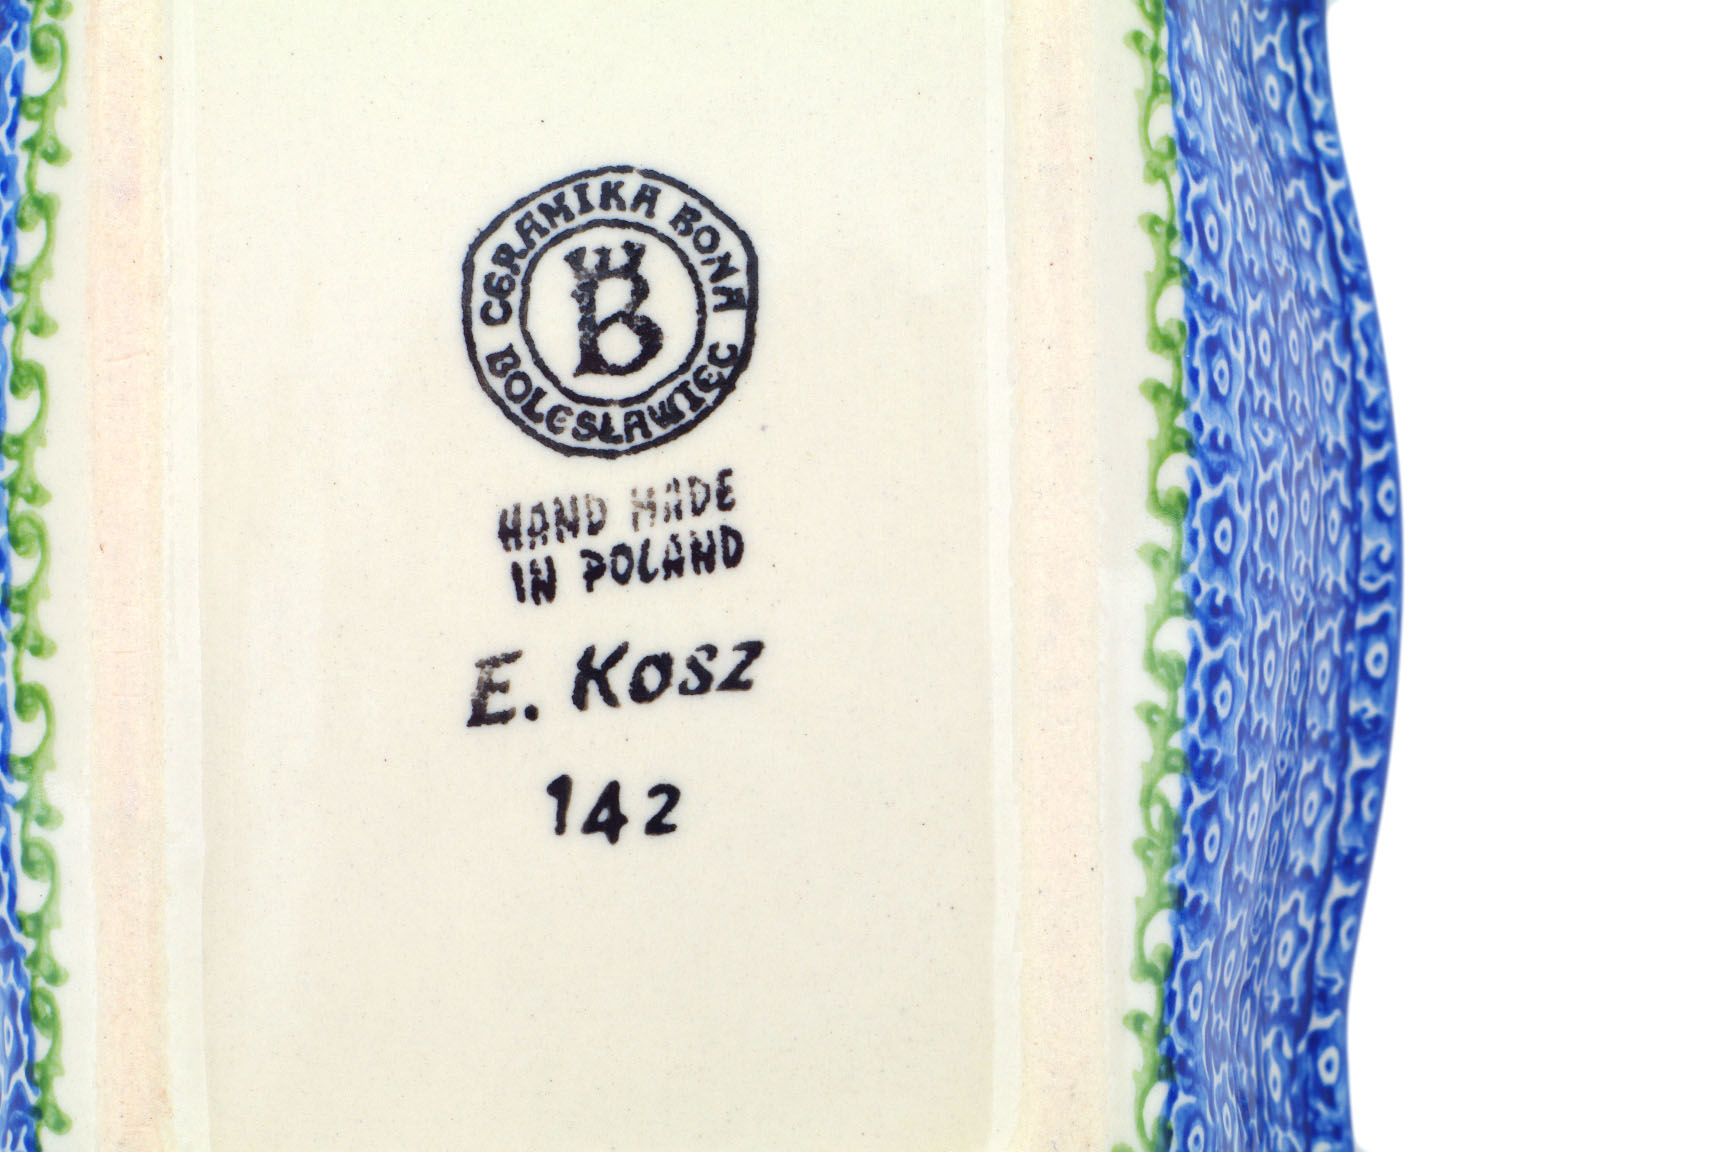 CERAMIKA BONA
BOLESŁAWIEC
B
HAND MADE
IN POLAND
E. KOSZ
142